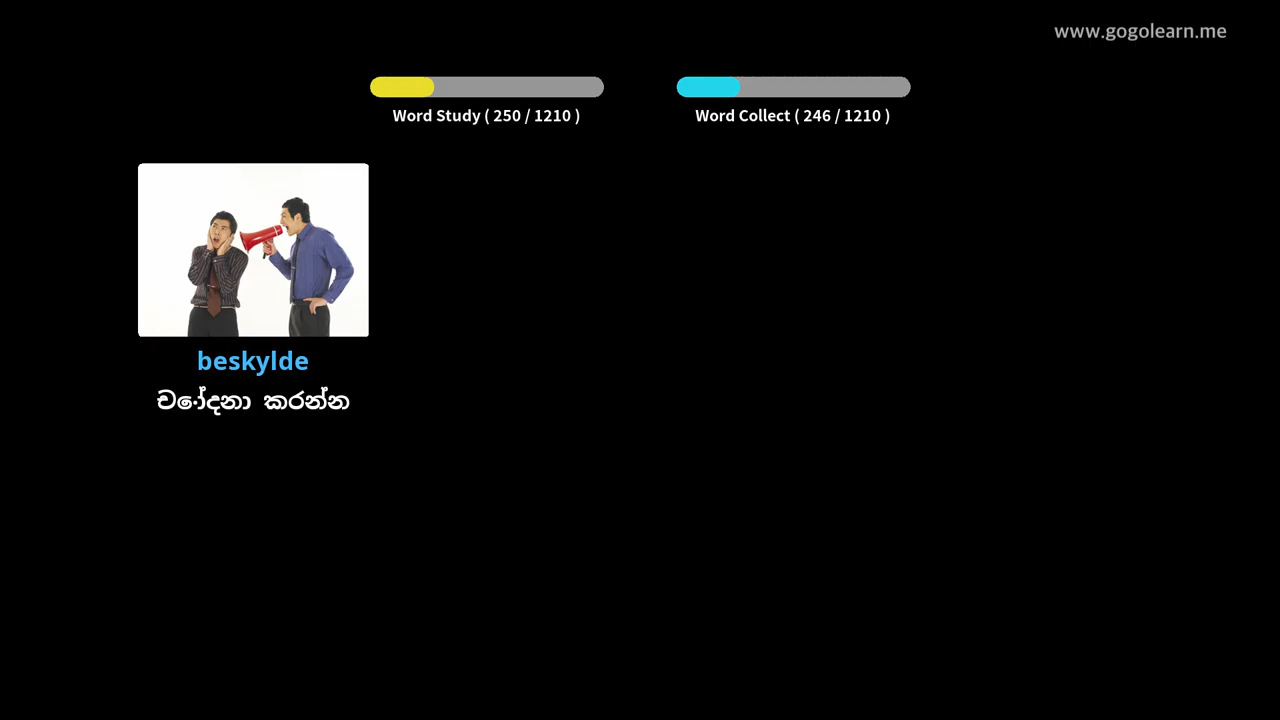 www.gogolearn.me
Word Study ( 250 / 1210 )
Word Collect ( 246 / 1210 )
beskylde
චෝදනා කරන්න